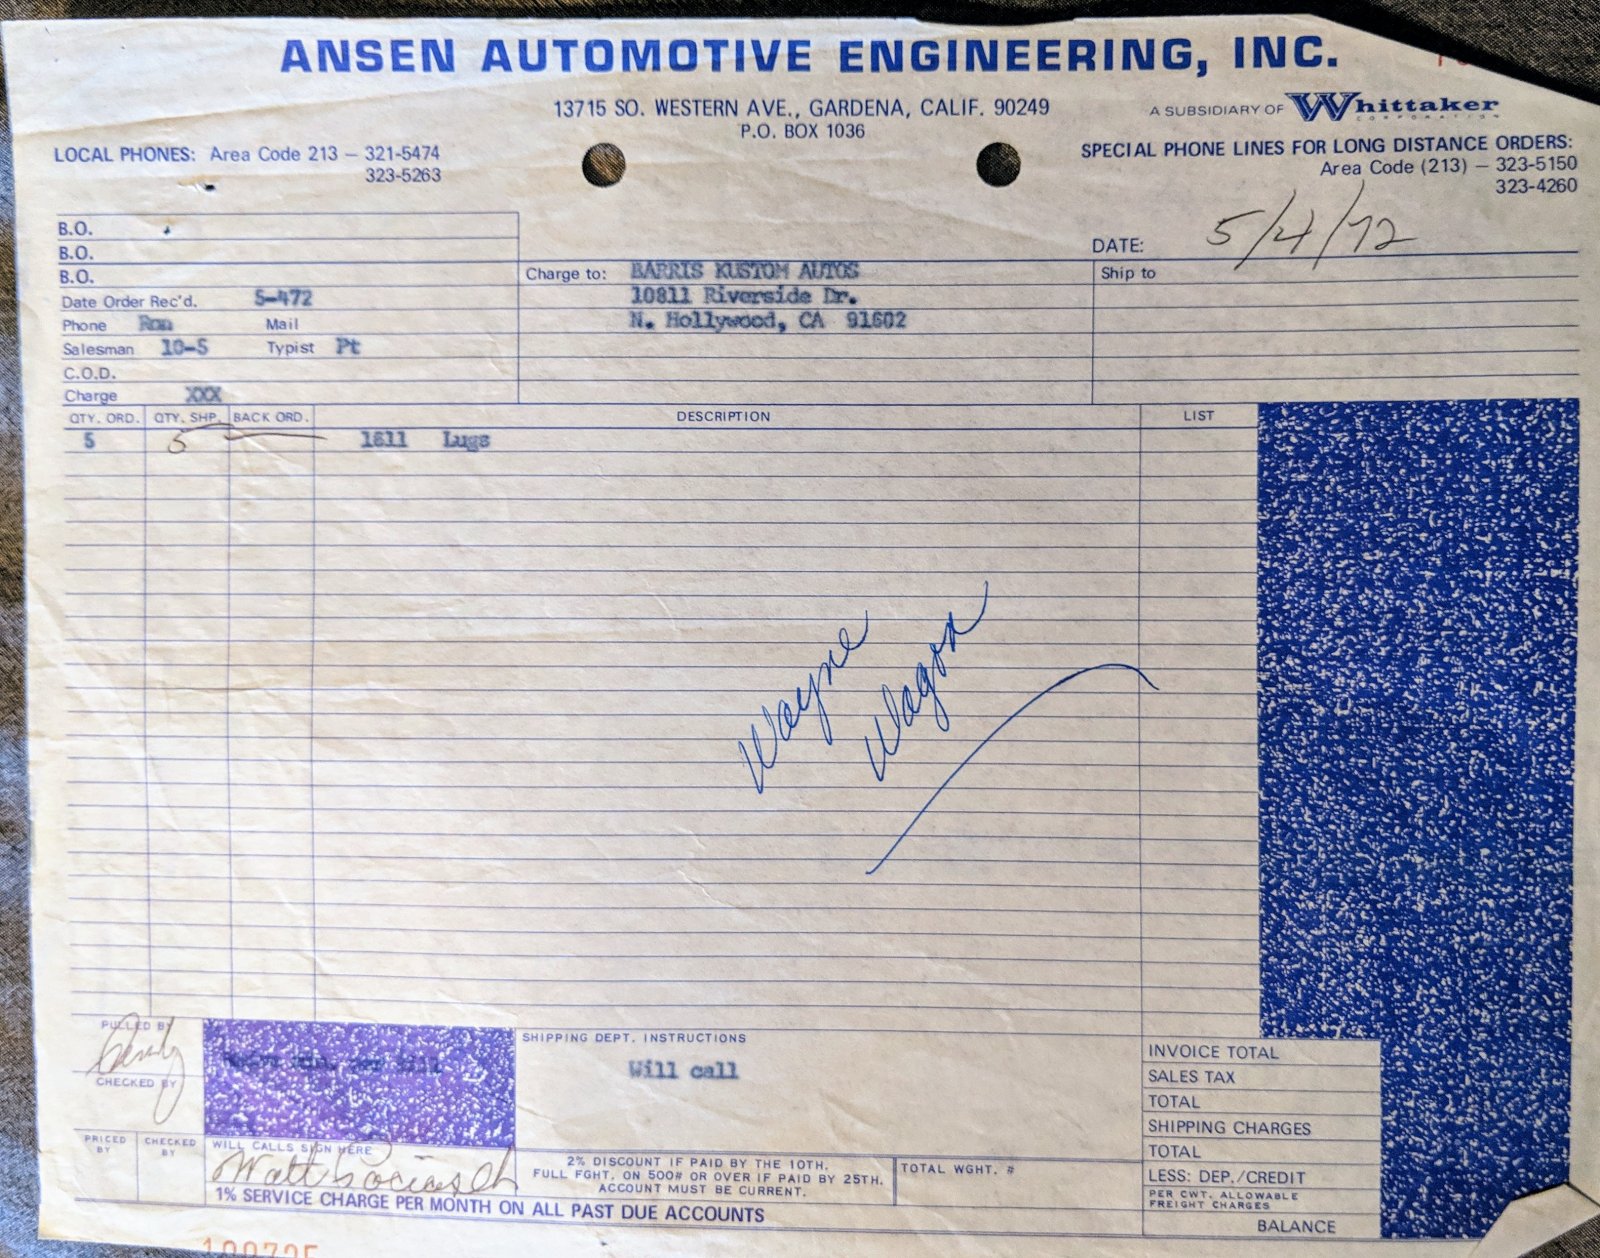 ANSEN AUTOMOTIVE ENGINEERING, INC.
13715 SO. WESTERN AVE., GARDENA, CALIF. 90249
P.O. BOX 1036
A SUBSIDIARY OF Whittaker
CORPORATION
LOCAL PHONES: Area Code 213 – 321-5474
323-5263
SPECIAL PHONE LINES FOR LONG DISTANCE ORDERS:
Area Code (213) – 323-5150
323-4260
B.O.
B.O.
B.O.
Date Order Rec'd. 5-472
Phone Ron Mail
Salesman 10-5 Typist Pt
C.O.D.
Charge XXX
Charge to: BARRIS KUSTOM AUTOS
10811 Riverside Dr.
N. Hollywood, CA 91602
DATE: 5/4/72
Ship to
QTY. ORD. QTY. SHP. BACK ORD. DESCRIPTION LIST
5 5 1811 Lugs
Wayne
Wagon
PULLED BY
CHECKED BY
PRICED BY
CHECKED BY
SHIPPING DEPT. INSTRUCTIONS
Will call
WILL CALLS SIGN HERE
Walt
2% DISCOUNT IF PAID BY THE 10TH.
FULL FGHT. ON 500# OR OVER IF PAID BY 25TH.
ACCOUNT MUST BE CURRENT.
TOTAL WGHT. #
1% SERVICE CHARGE PER MONTH ON ALL PAST DUE ACCOUNTS
INVOICE TOTAL
SALES TAX
TOTAL
SHIPPING CHARGES
TOTAL
LESS: DEP./CREDIT
PER CWT. ALLOWABLE
FREIGHT CHARGES
BALANCE